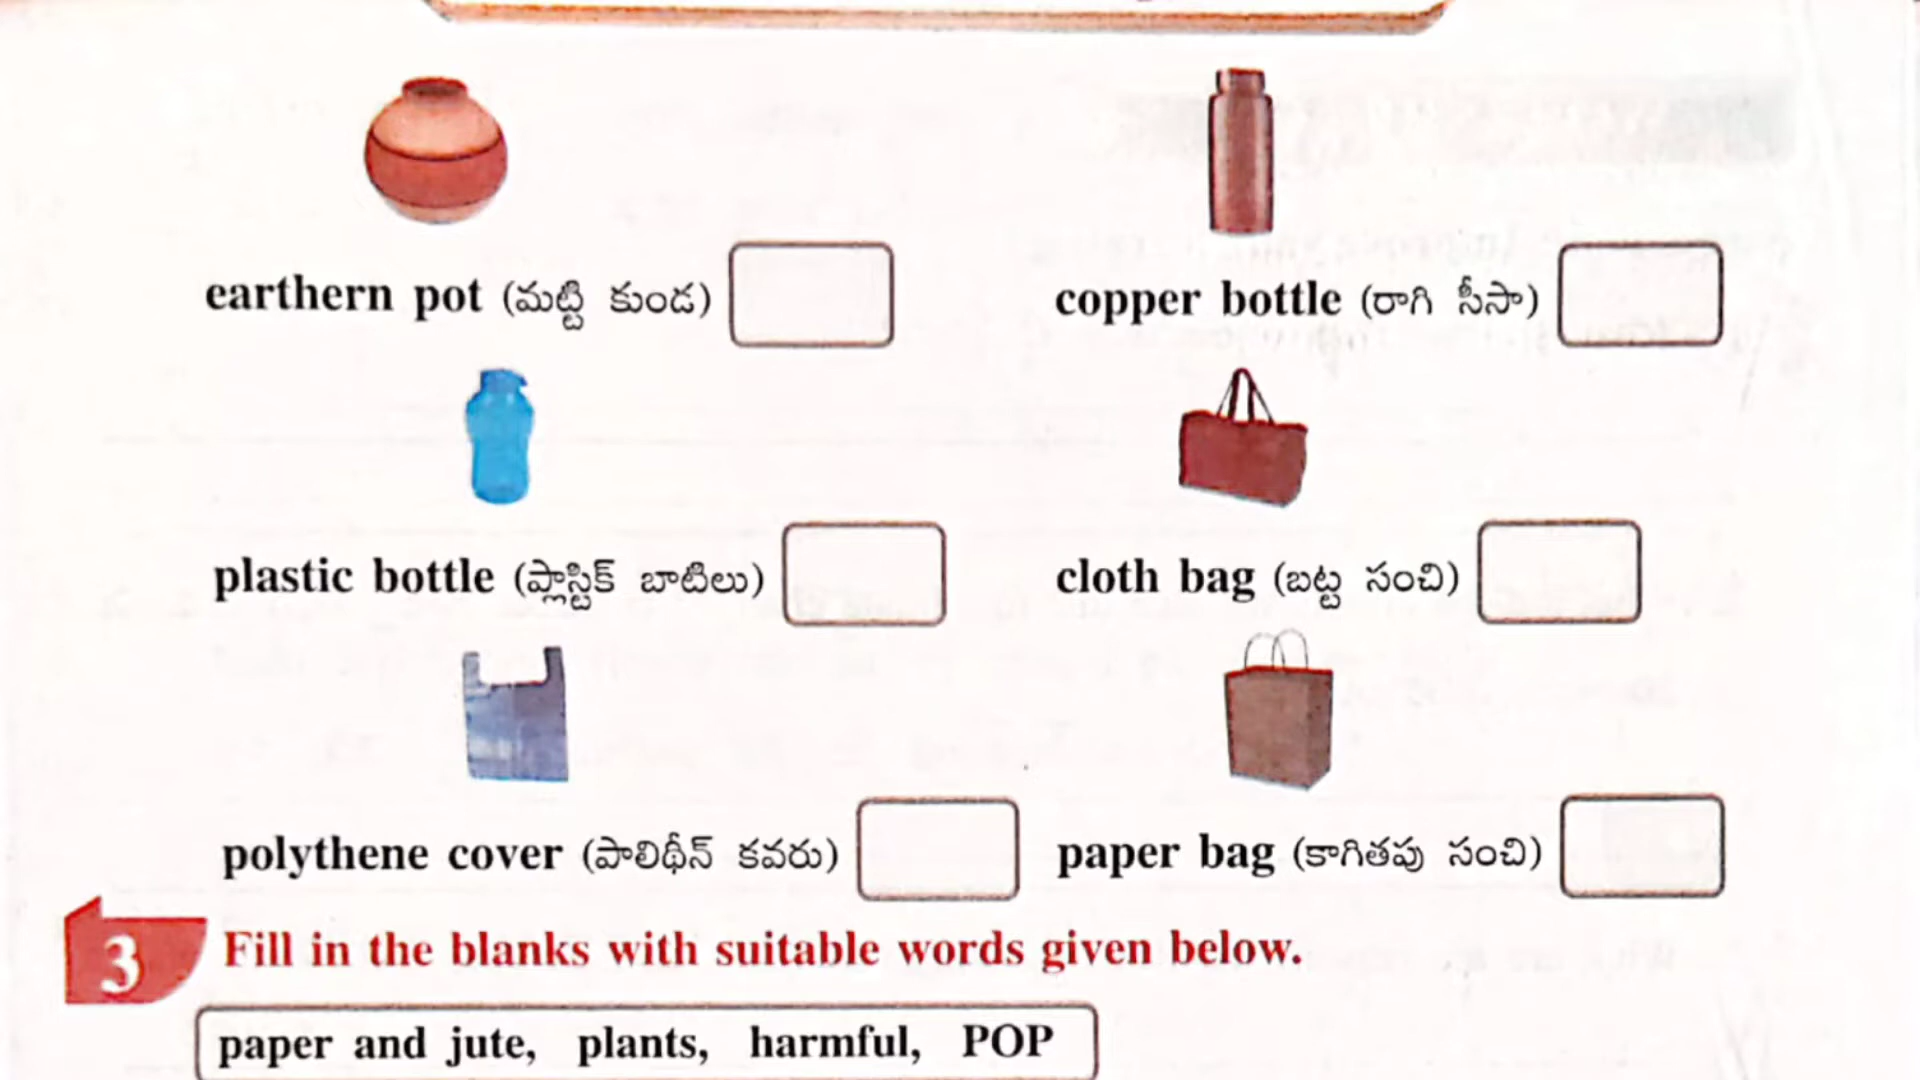 earthern pot (మట్టి కుండ) copper bottle (రాగి సీసా)
plastic bottle (ప్లాస్టిక్ బాటిలు) cloth bag (బట్ట సంచి)
polythene cover (పాలిథీన్ కవరు) paper bag (కాగితపు సంచి)
3 Fill in the blanks with suitable words given below.
paper and jute, plants, harmful, POP